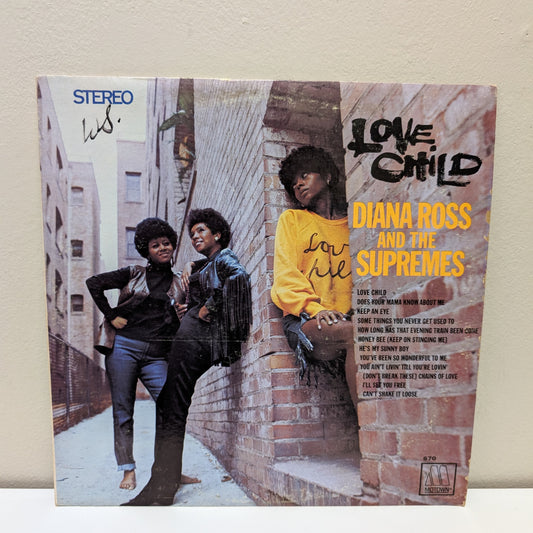 STEREO
LOVE
CHILD
DIANA ROSS
AND THE
SUPREMES
Love
LOVE CHILD
DOES YOUR MAMA KNOW ABOUT ME
KEEP AN EYE
SOME THINGS YOU NEVER GET USED TO
HOW LONG HAS THAT EVENING TRAIN BEEN GONE
HONEY BEE (KEEP ON STINGING ME)
HE'S MY SUNNY BOY
YOU'VE BEEN SO WONDERFUL TO ME
YOU AIN'T LIVIN' TILL YOU'RE LOVIN'
(DON'T BREAK THESE) CHAINS OF LOVE
I'LL SET YOU FREE
CAN'T SHAKE IT LOOSE
670
M
MOTOWN